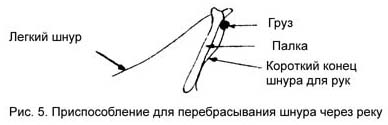 Легкий шнур
Груз
Палка
Короткий конец
шнура для рук
Рис. 5. Приспособление для перебрасывания шнура через реку